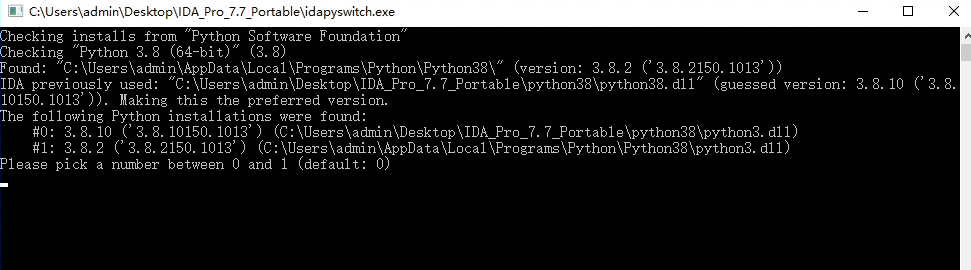 C:\Users\admin\Desktop\IDA_Pro_7.7_Portable\idapyswitch.exe
Checking installs from "Python Software Foundation"
Checking "Python 3.8 (64-bit)" (3.8)
Found: "C:\Users\admin\AppData\Local\Programs\Python\Python38\" (version: 3.8.2 ('3.8.2150.1013'))
IDA previously used: "C:\Users\admin\Desktop\IDA_Pro_7.7_Portable\python38\python38.dll" (guessed version: 3.8.10 ('3.8.
10150.1013')). Making this the preferred version.
The following Python installations were found:
    #0: 3.8.10 ('3.8.10150.1013') (C:\Users\admin\Desktop\IDA_Pro_7.7_Portable\python38\python3.dll)
    #1: 3.8.2 ('3.8.2150.1013') (C:\Users\admin\AppData\Local\Programs\Python\Python38\python3.dll)
Please pick a number between 0 and 1 (default: 0)